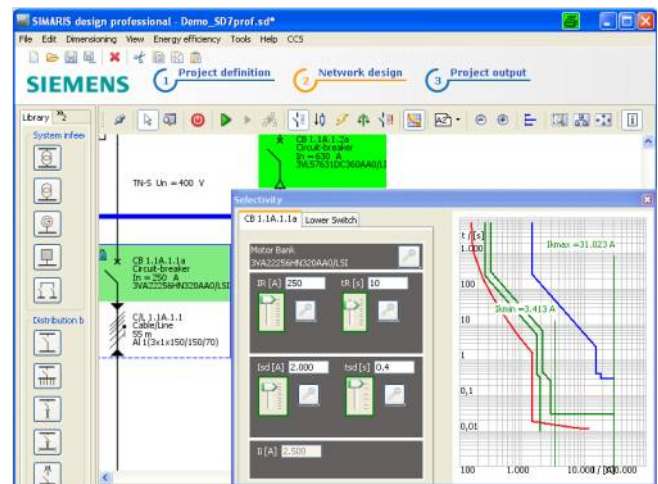 SIMARIS design professional - Demo_SD7prof.sd*
File Edit Dimensioning View Energy efficiency Tools Help CCS
SIEMENS
1 Project definition
2 Network design
3 Project output
Library
System infee
Distribution b
TN-S Un = 400 V
CB 1.1A.1.2a
Circuit-breaker
In = 630 A
3VL57631DC360AA0/LI
CB 1.1A.1.1a
Circuit-breaker
In = 250 A
3VA22256HN320AA0/LSI
C/L 1.1A.1.1
Cable/Line
55 m
Al 1(3x1x150/150/70)
Selectivity
CB 1.1A.1.1a Lower Switch
Motor Bank
3VA22256HN320AA0/LSI
IR [A] 250 tR [s] 10
Isd [A] 2.000 tsd [s] 0,4
Ii [A] 2.500
t / [s]
Ikmax =31.023 A
Ikmin =3.413 A
1.000
100
10
1
0,1
0,01
100 1.000 10.000